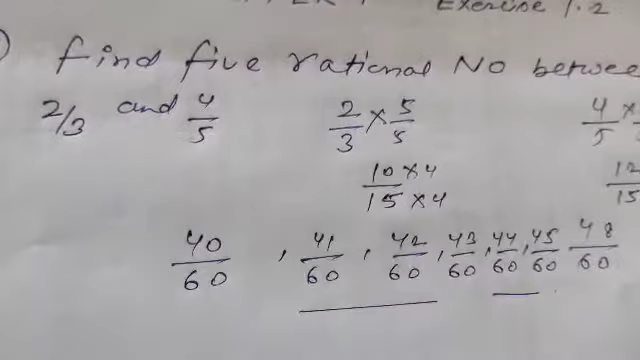 Exercise 1.2
) find five rational No betwee
2/3 and 4/5 2/3 × 5/5 4/5 ×
10 × 4 / 15 × 4 12/15
40/60 , 41/60 , 42/60 , 43/60 , 44/60 , 45/60 48/60